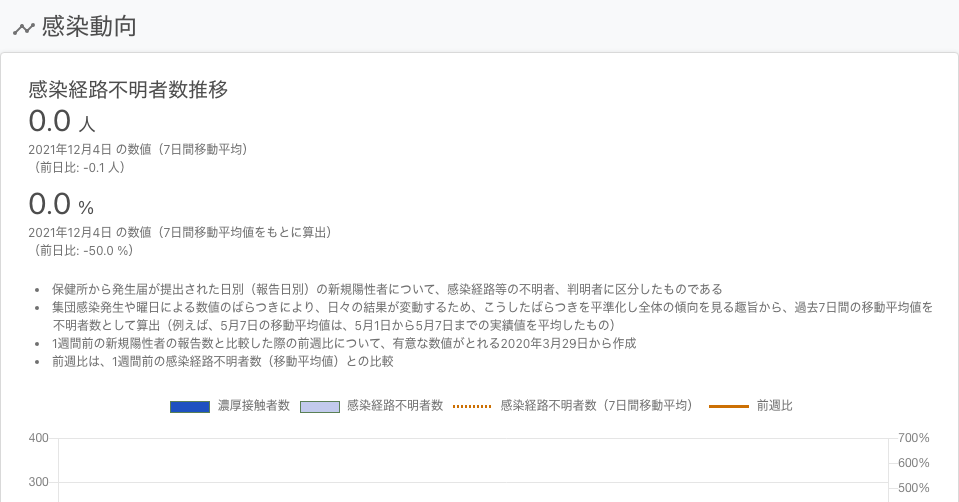 感染動向
感染経路不明者数推移
0.0 人
2021年12月4日 の数値（7日間移動平均）
（前日比: -0.1 人）
0.0 %
2021年12月4日 の数値（7日間移動平均値をもとに算出）
（前日比: -50.0 %）
• 保健所から発生届が提出された日別（報告日別）の新規陽性者について、感染経路等の不明者、判明者に区分したものである
• 集団感染発生や曜日による数値のばらつきにより、日々の結果が変動するため、こうしたばらつきを平準化し全体の傾向を見る趣旨から、過去7日間の移動平均値を
不明者数として算出（例えば、5月7日の移動平均値は、5月1日から5月7日までの実績値を平均したもの）
• 1週間前の新規陽性者の報告数と比較した際の前週比について、有意な数値がとれる2020年3月29日から作成
• 前週比は、1週間前の感染経路不明者数（移動平均値）との比較
濃厚接触者数 感染経路不明者数 感染経路不明者数（7日間移動平均） 前週比
400 700%
600%
300 500%